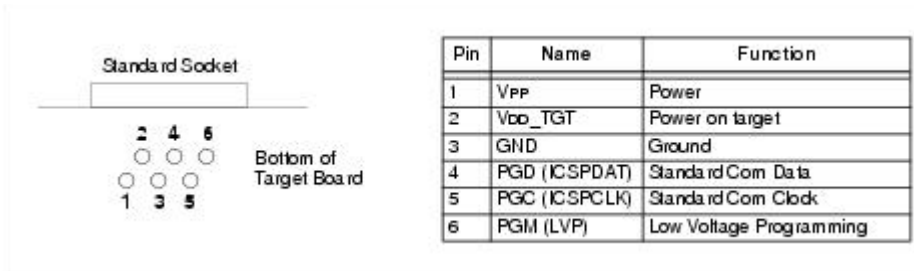 Standard Socket
2 4 6
1 3 5
Bottom of
Target Board
Pin Name Function
1 VPP Power
2 VDD_TGT Power on target
3 GND Ground
4 PGD (ICSPDAT) Standard Com Data
5 PGC (ICSPCLK) Standard Com Clock
6 PGM (LVP) Low Voltage Programming